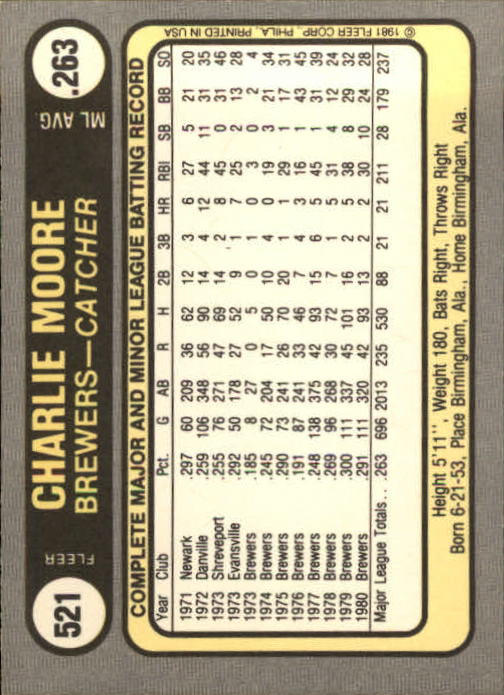 521
FLEER
CHARLIE MOORE
BREWERS—CATCHER
ML AVG.
.263
COMPLETE MAJOR AND MINOR LEAGUE BATTING RECORD
Year Club Pct. G AB R H 2B 3B HR RBI SB BB SO
1971 Newark .297 60 209 36 62 12 3 6 27 5 21 20
1972 Danville .259 106 348 56 90 14 4 12 44 11 31 35
1973 Shreveport .255 76 271 47 69 14 2 8 45 0 31 46
1973 Evansville .292 50 178 27 52 9 1 7 25 2 13 28
1973 Brewers .185 8 27 0 5 0 1 0 3 0 2 4
1974 Brewers .245 72 204 17 50 10 4 0 19 3 21 34
1975 Brewers .290 73 241 26 70 20 1 1 29 1 17 31
1976 Brewers .191 87 241 33 46 7 4 3 16 1 43 45
1977 Brewers .248 138 375 42 93 15 6 5 45 1 31 39
1978 Brewers .269 96 268 30 72 7 1 5 31 4 12 24
1979 Brewers .300 111 337 45 101 16 2 5 38 8 29 32
1980 Brewers .291 111 320 42 93 13 2 2 30 10 24 28
Major League Totals . . .263 696 2013 235 530 88 21 21 211 28 179 237
Height 5'11'', Weight 180, Bats Right, Throws Right
Born 6-21-53, Place Birmingham, Ala., Home Birmingham, Ala.
© 1981 FLEER CORP., PHILA., PRINTED IN USA